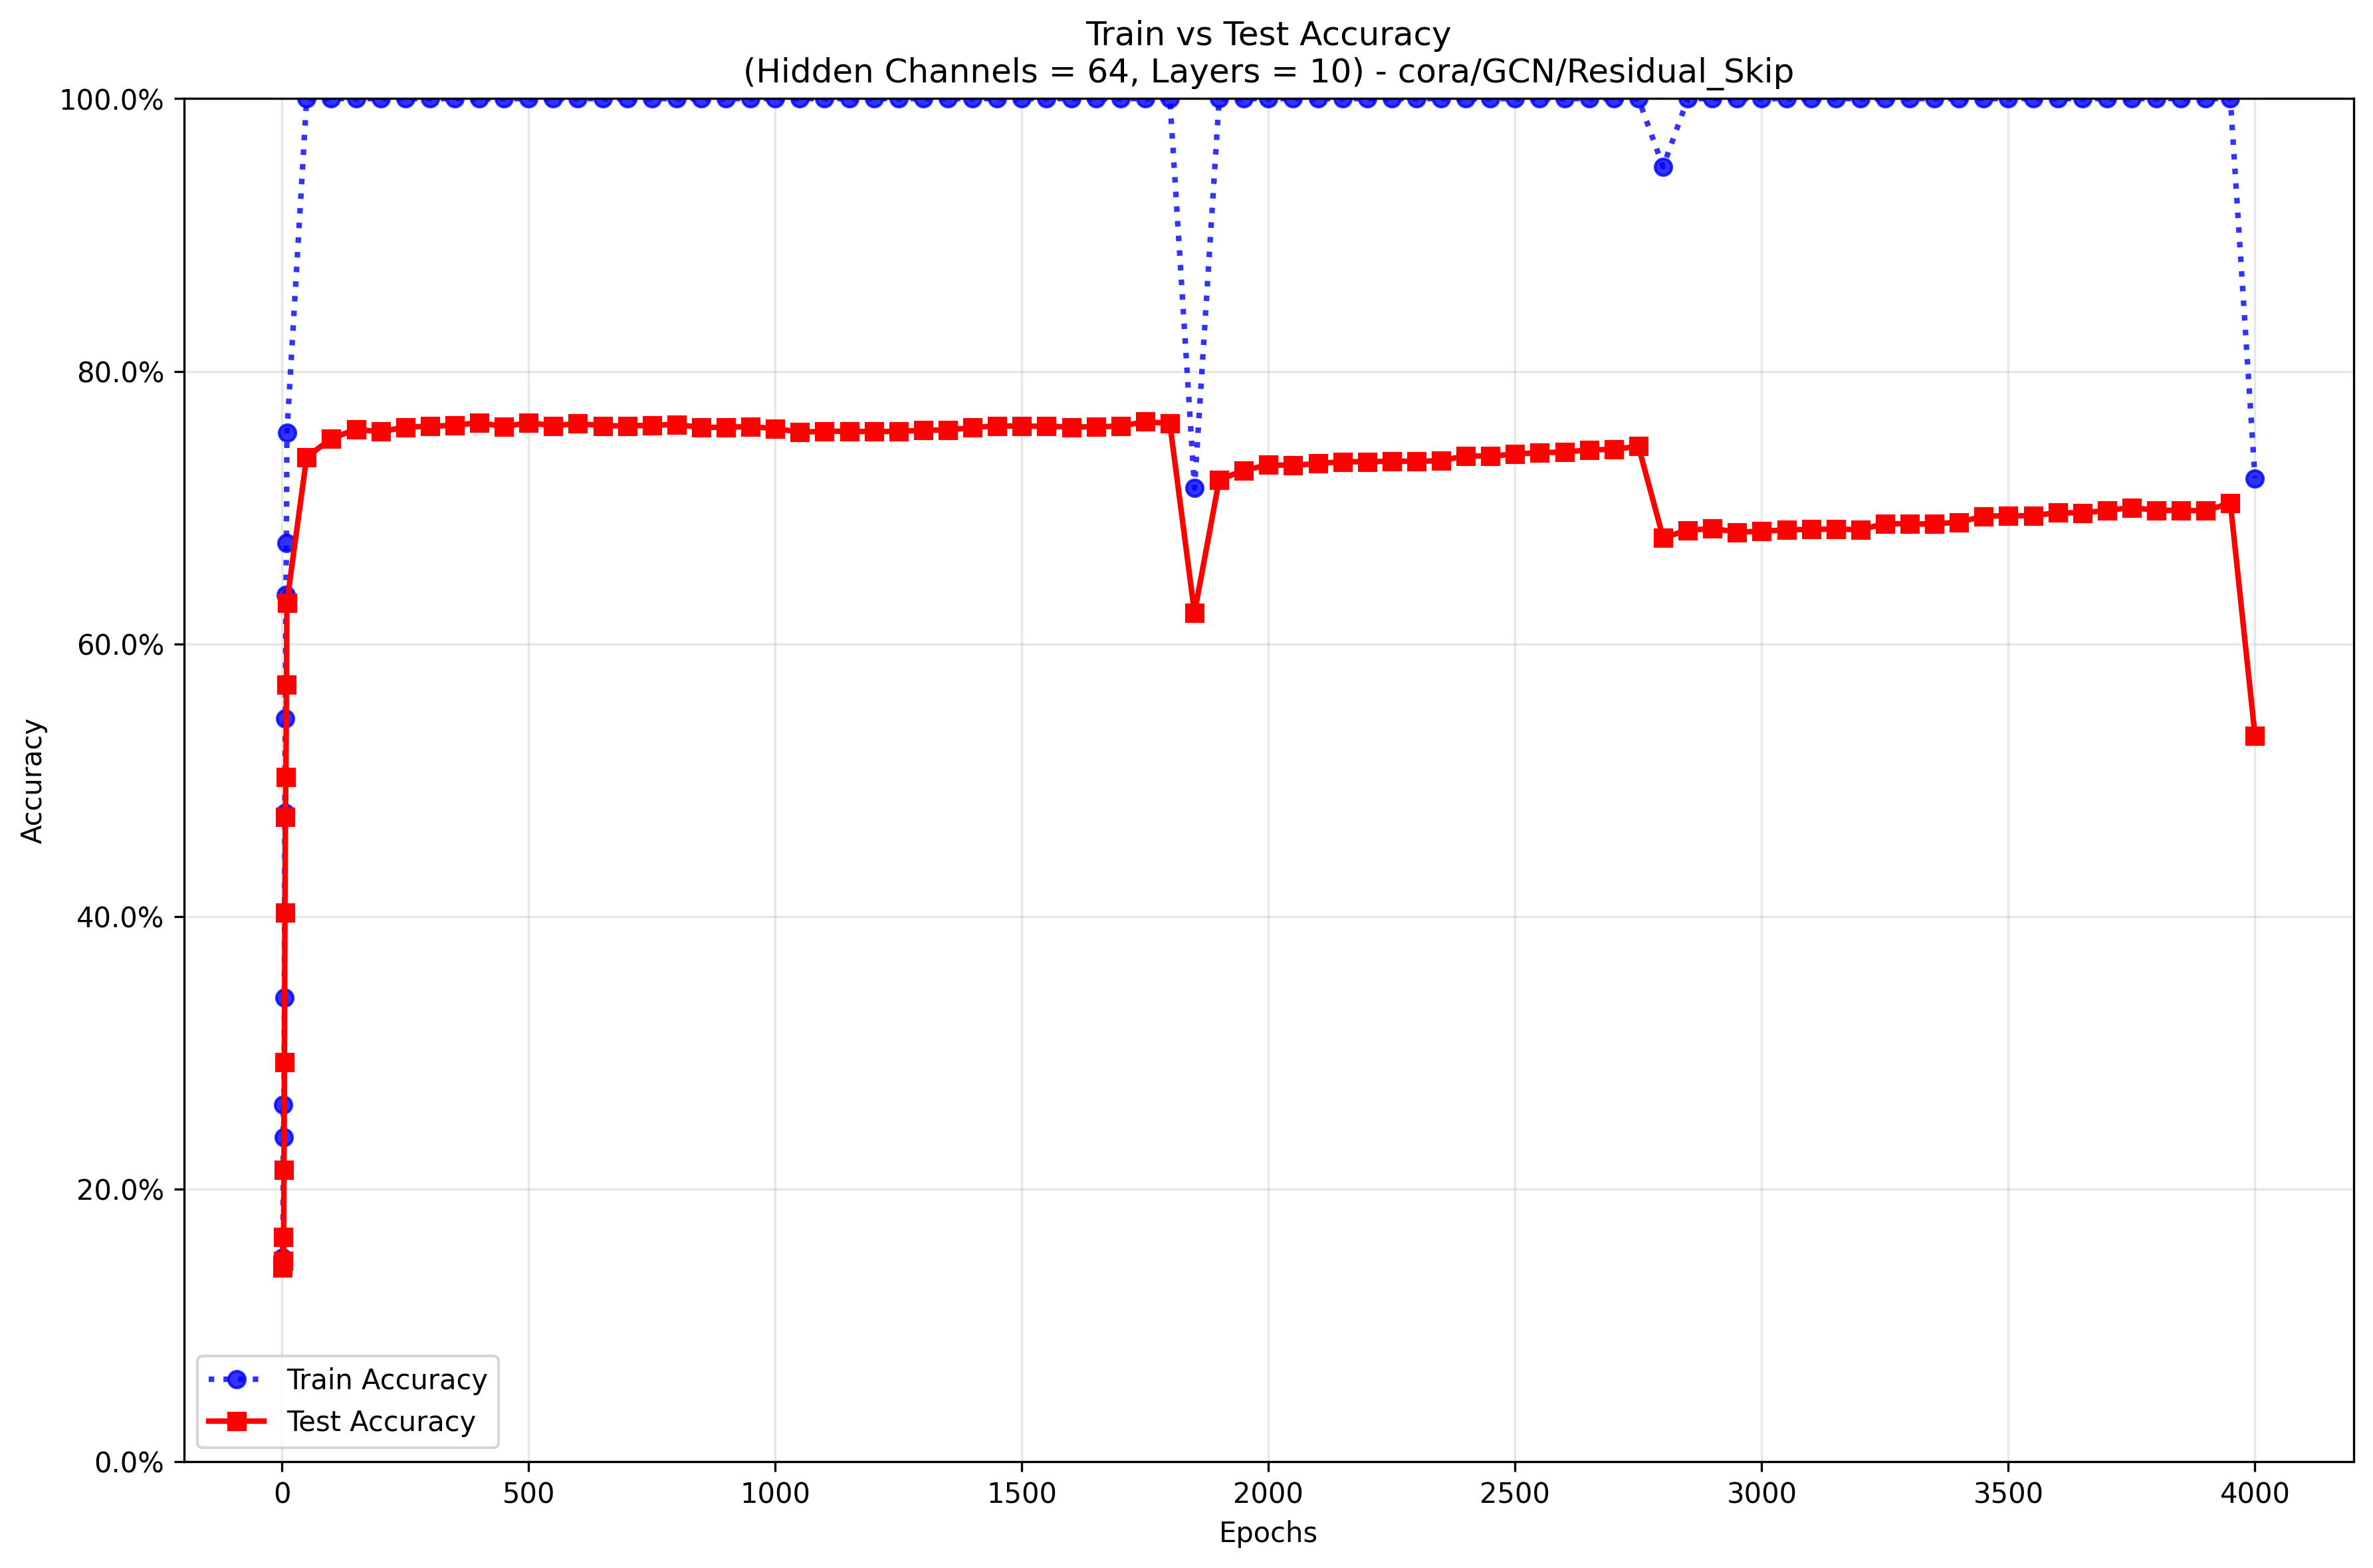 Train vs Test Accuracy
(Hidden Channels = 64, Layers = 10) - cora/GCN/Residual_Skip
100.0%
80.0%
60.0%
40.0%
20.0%
0.0%
Accuracy
Train Accuracy
Test Accuracy
0 500 1000 1500 2000 2500 3000 3500 4000
Epochs